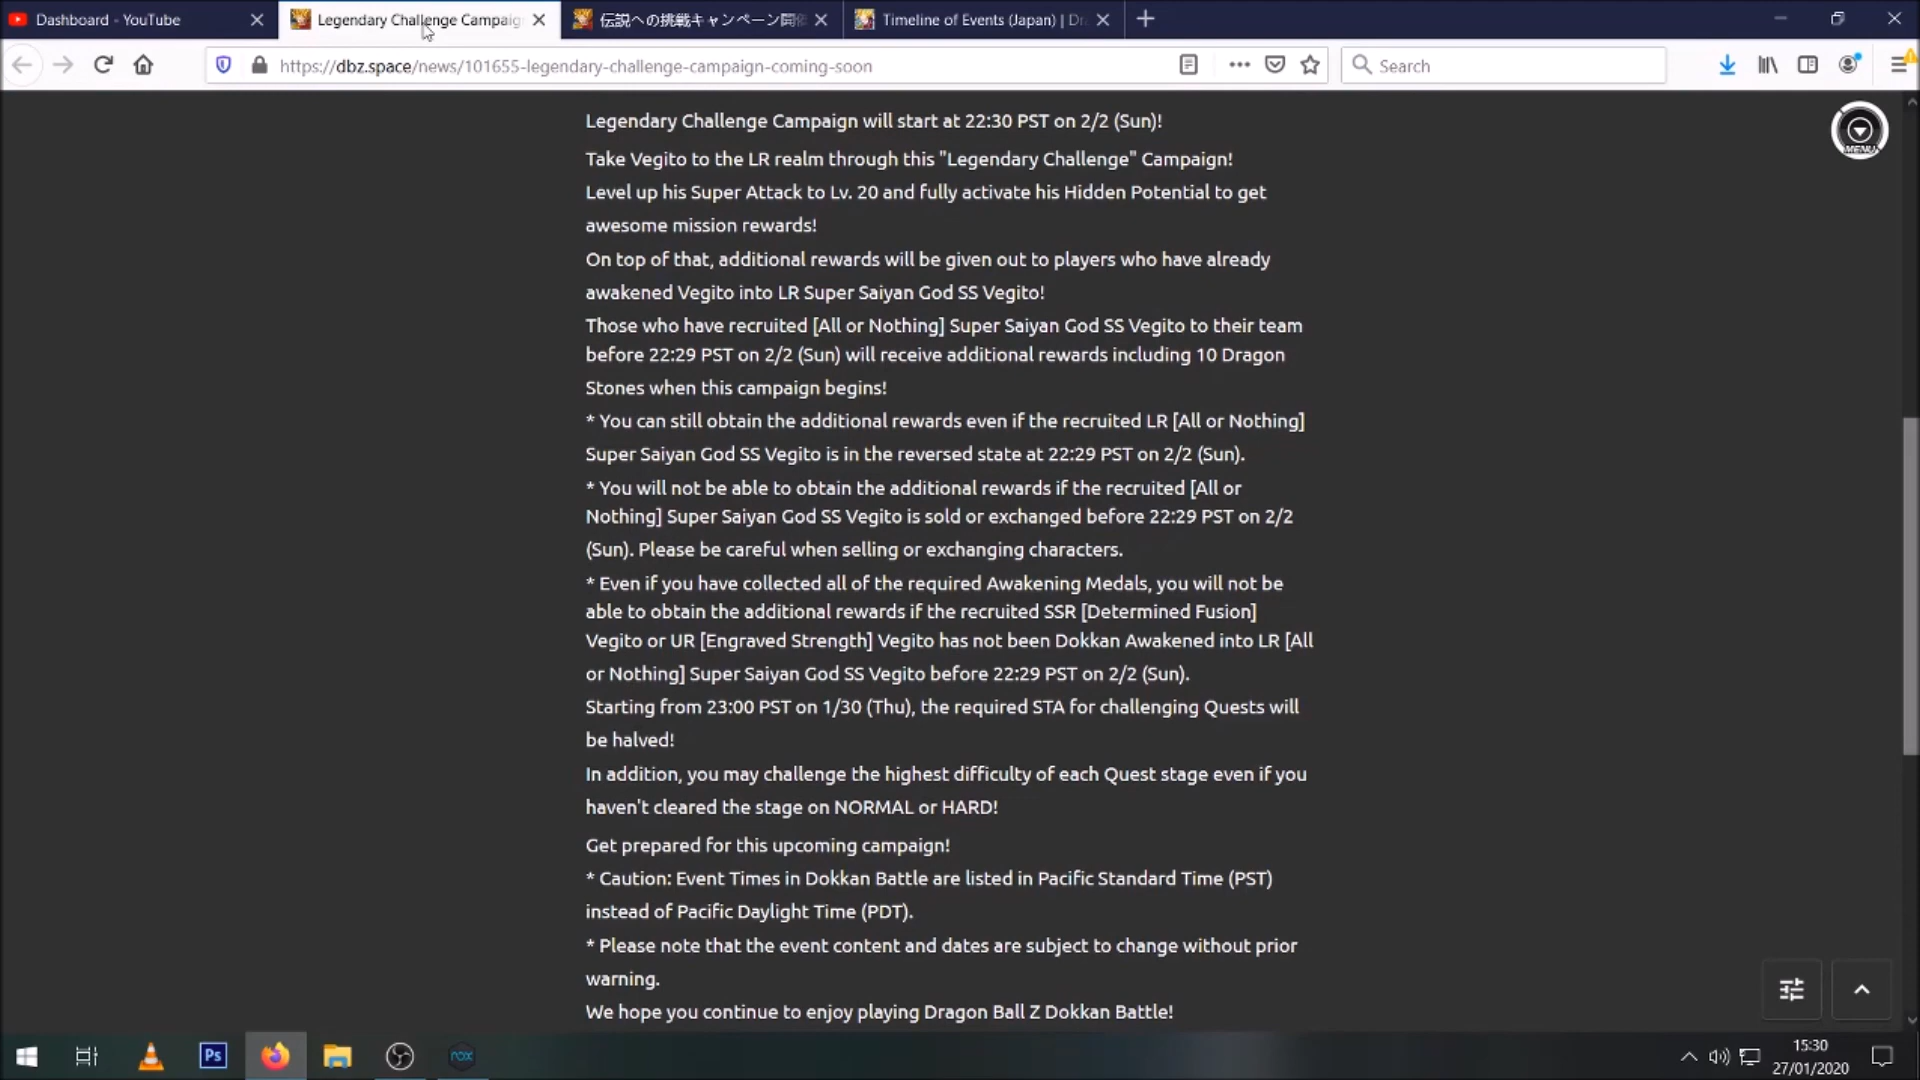 Dashboard - YouTube
Legendary Challenge Campaig
伝説への挑戦キャンペーン開催
Timeline of Events (Japan) | Dr
https://dbz.space/news/101655-legendary-challenge-campaign-coming-soon
Search
MENU
Legendary Challenge Campaign will start at 22:30 PST on 2/2 (Sun)!
Take Vegito to the LR realm through this "Legendary Challenge" Campaign!
Level up his Super Attack to Lv. 20 and fully activate his Hidden Potential to get
awesome mission rewards!
On top of that, additional rewards will be given out to players who have already
awakened Vegito into LR Super Saiyan God SS Vegito!
Those who have recruited [All or Nothing] Super Saiyan God SS Vegito to their team
before 22:29 PST on 2/2 (Sun) will receive additional rewards including 10 Dragon
Stones when this campaign begins!
* You can still obtain the additional rewards even if the recruited LR [All or Nothing]
Super Saiyan God SS Vegito is in the reversed state at 22:29 PST on 2/2 (Sun).
* You will not be able to obtain the additional rewards if the recruited [All or
Nothing] Super Saiyan God SS Vegito is sold or exchanged before 22:29 PST on 2/2
(Sun). Please be careful when selling or exchanging characters.
* Even if you have collected all of the required Awakening Medals, you will not be
able to obtain the additional rewards if the recruited SSR [Determined Fusion]
Vegito or UR [Engraved Strength] Vegito has not been Dokkan Awakened into LR [All
or Nothing] Super Saiyan God SS Vegito before 22:29 PST on 2/2 (Sun).
Starting from 23:00 PST on 1/30 (Thu), the required STA for challenging Quests will
be halved!
In addition, you may challenge the highest difficulty of each Quest stage even if you
haven't cleared the stage on NORMAL or HARD!
Get prepared for this upcoming campaign!
* Caution: Event Times in Dokkan Battle are listed in Pacific Standard Time (PST)
instead of Pacific Daylight Time (PDT).
* Please note that the event content and dates are subject to change without prior
warning.
We hope you continue to enjoy playing Dragon Ball Z Dokkan Battle!
Ps
nox
15:30
27/01/2020